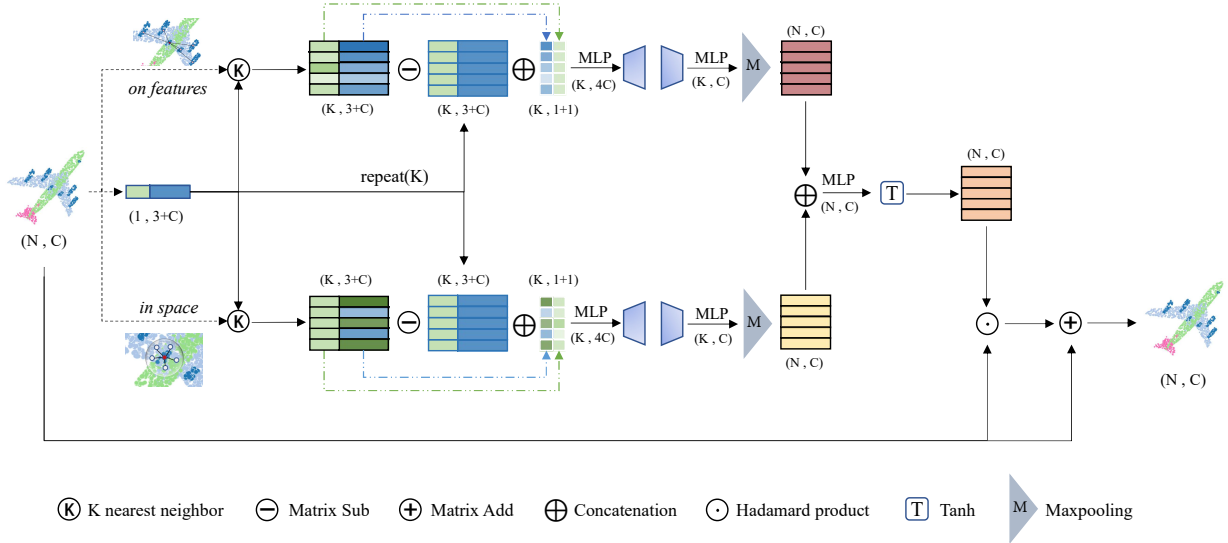 (N , C)
on features
K
(K , 3+C)
(K , 3+C)
(K , 1+1)
MLP
(K , 4C)
MLP
(K , C)
M
(N , C)
(1 , 3+C)
repeat(K)
MLP
(N , C)
T
(N , C)
(N , C)
in space
K
(K , 3+C)
(K , 3+C)
(K , 1+1)
MLP
(K , 4C)
MLP
(K , C)
M
(N , C)
(N , C)
K K nearest neighbor
Matrix Sub
Matrix Add
Concatenation
Hadamard product
T Tanh
M Maxpooling